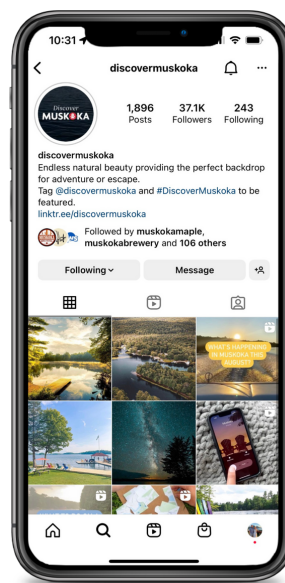 10:31
discovermuskoka
Discover
MUSKOKA
1,896 37.1K 243
Posts Followers Following
discovermuskoka
Endless natural beauty providing the perfect backdrop
for adventure or escape.
Tag @discovermuskoka and #DiscoverMuskoka to be
featured.
linktr.ee/discovermuskoka
Followed by muskokamaple,
muskokabrewery and 106 others
Following Message
WHAT'S HAPPENING
IN MUSKOKA THIS
AUGUST?